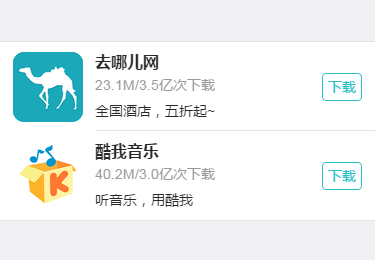 去哪儿网
23.1M/3.5亿次下载
全国酒店，五折起~
下载
酷我音乐
40.2M/3.0亿次下载
听音乐，用酷我
下载
K